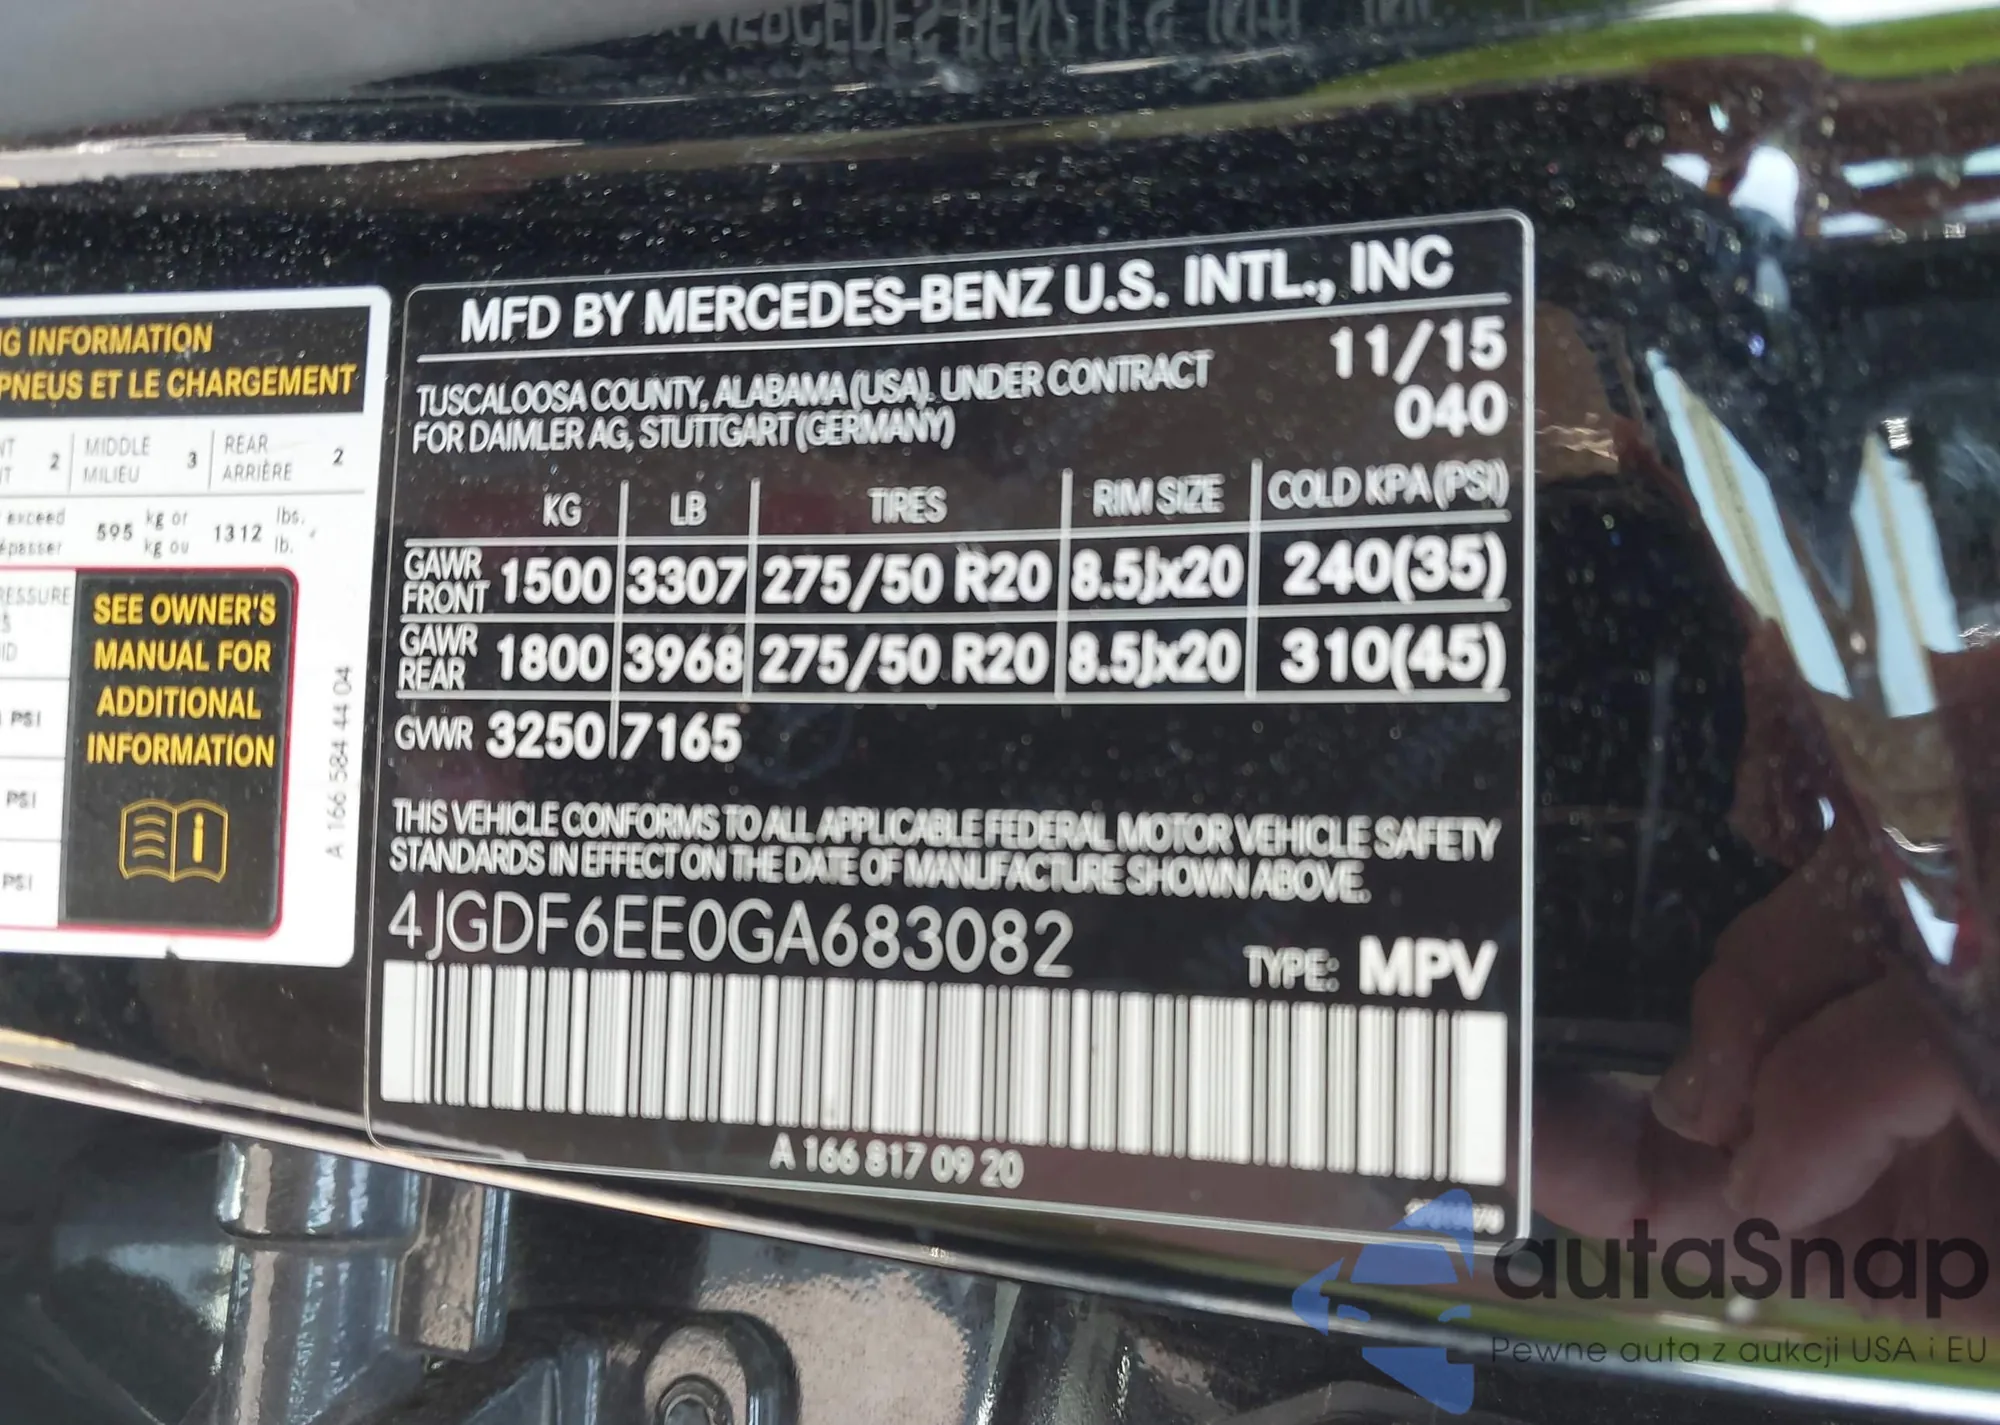 MFD BY MERCEDES-BENZ U.S. INTL., INC
11/15
TUSCALOOSA COUNTY, ALABAMA (USA). UNDER CONTRACT
FOR DAIMLER AG, STUTTGART (GERMANY)
040
KG LB TIRES RIM SIZE COLD KPA (PSI)
GAWR FRONT 1500 3307 275/50 R20 8.5Jx20 240(35)
GAWR REAR 1800 3968 275/50 R20 8.5Jx20 310(45)
GVWR 3250 7165
THIS VEHICLE CONFORMS TO ALL APPLICABLE FEDERAL MOTOR VEHICLE SAFETY
STANDARDS IN EFFECT ON THE DATE OF MANUFACTURE SHOWN ABOVE.
4JGDF6EE0GA683082
TYPE: MPV
A 166 817 09 20
INFORMATION
PNEUS ET LE CHARGEMENT
2 MIDDLE 3 REAR 2
MILIEU ARRIÈRE
exceed 595 kg or 1312 lbs.
kg ou lb.
SEE OWNER'S
MANUAL FOR
ADDITIONAL
INFORMATION
PSI
PSI
PSI
A 166 584 44 04
autaSnap
Pewne auta z aukcji USA i EU